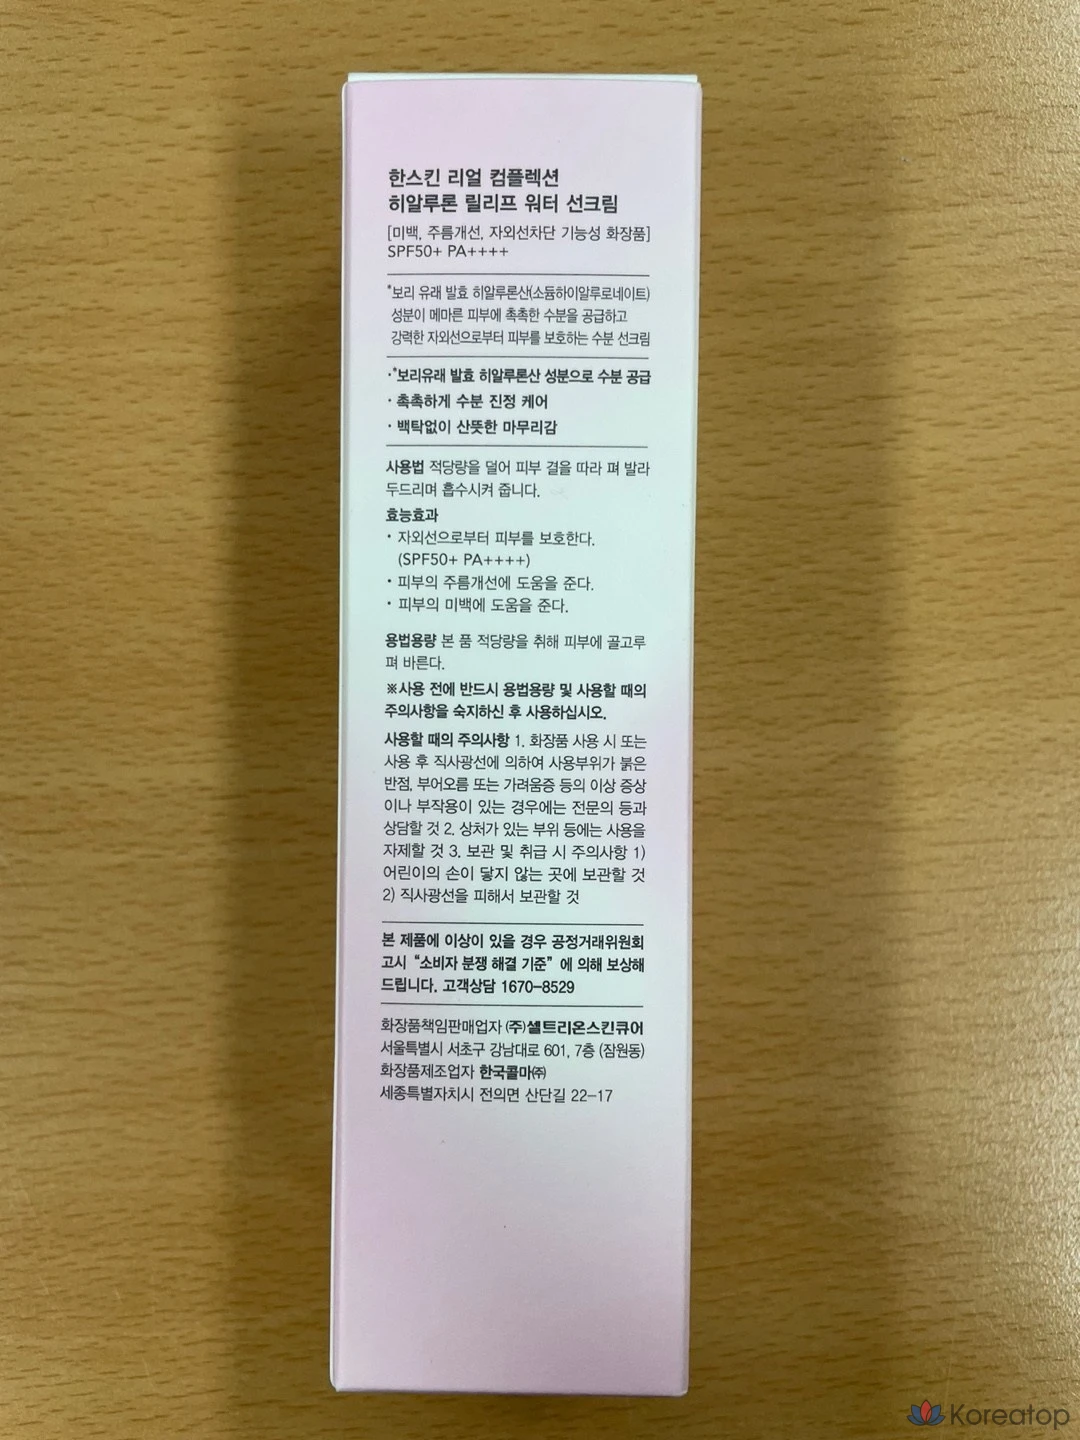 한스킨 리얼 컴플렉션
히알루론 릴리프 워터 선크림
[미백, 주름개선, 자외선차단 기능성 화장품]
SPF50+ PA++++
*보리 유래 발효 히알루론산(소듐하이알루로네이트)
성분이 메마른 피부에 촉촉한 수분을 공급하고
강력한 자외선으로부터 피부를 보호하는 수분 선크림
·*보리유래 발효 히알루론산 성분으로 수분 공급
· 촉촉하게 수분 진정 케어
· 백탁없이 산뜻한 마무리감
사용법 적당량을 덜어 피부 결을 따라 펴 발라
두드리며 흡수시켜 줍니다.
효능효과
· 자외선으로부터 피부를 보호한다.
(SPF50+ PA++++)
· 피부의 주름개선에 도움을 준다.
· 피부의 미백에 도움을 준다.
용법용량 본 품 적당량을 취해 피부에 골고루
펴 바른다.
※사용 전에 반드시 용법용량 및 사용할 때의
주의사항을 숙지하신 후 사용하십시오.
사용할 때의 주의사항 1. 화장품 사용 시 또는
사용 후 직사광선에 의하여 사용부위가 붉은
반점, 부어오름 또는 가려움증 등의 이상 증상
이나 부작용이 있는 경우에는 전문의 등과
상담할 것 2. 상처가 있는 부위 등에는 사용을
자제할 것 3. 보관 및 취급 시 주의사항 1)
어린이의 손이 닿지 않는 곳에 보관할 것
2) 직사광선을 피해서 보관할 것
본 제품에 이상이 있을 경우 공정거래위원회
고시 “소비자 분쟁 해결 기준” 에 의해 보상해
드립니다. 고객상담 1670-8529
화장품책임판매업자 (주)셀트리온스킨큐어
서울특별시 서초구 강남대로 601, 7층 (잠원동)
화장품제조업자 한국콜마㈜
세종특별자치시 전의면 산단길 22-17
Koreatop